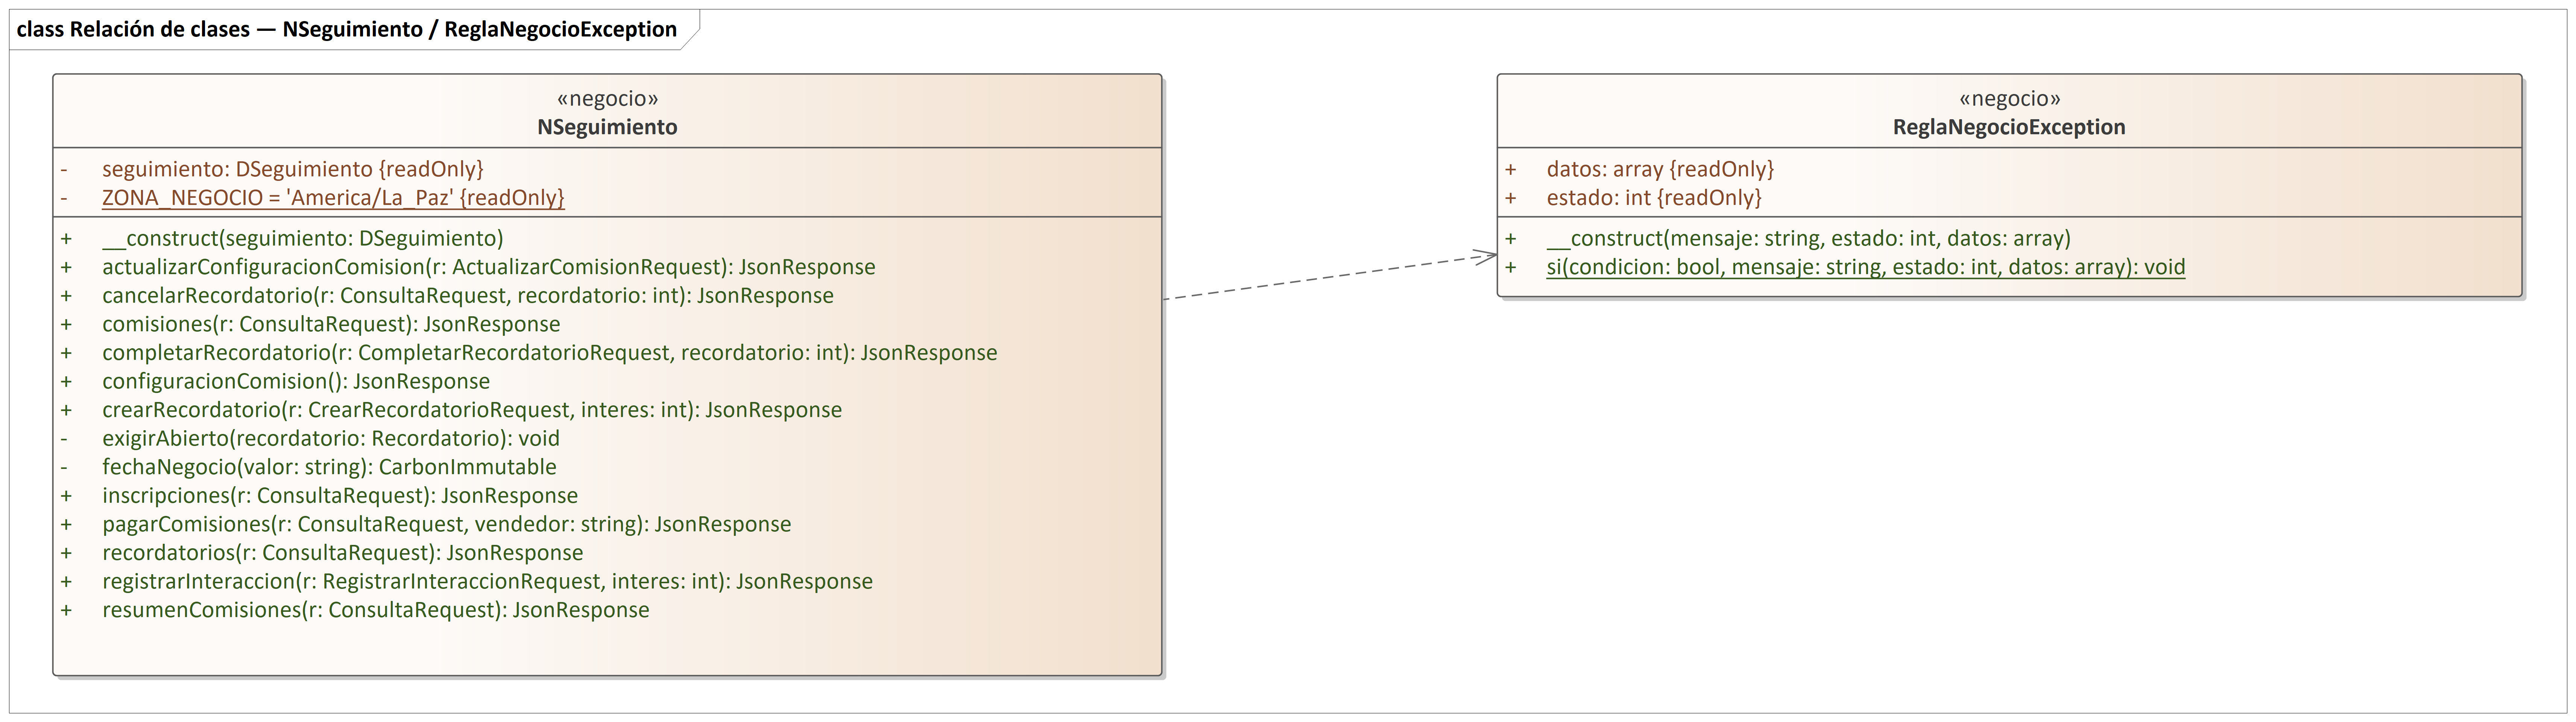 class Relación de clases — NSeguimiento / ReglaNegocioException
«negocio»
NSeguimiento
- seguimiento: DSeguimiento {readOnly}
- ZONA_NEGOCIO = 'America/La_Paz' {readOnly}
+ __construct(seguimiento: DSeguimiento)
+ actualizarConfiguracionComision(r: ActualizarComisionRequest): JsonResponse
+ cancelarRecordatorio(r: ConsultaRequest, recordatorio: int): JsonResponse
+ comisiones(r: ConsultaRequest): JsonResponse
+ completarRecordatorio(r: CompletarRecordatorioRequest, recordatorio: int): JsonResponse
+ configuracionComision(): JsonResponse
+ crearRecordatorio(r: CrearRecordatorioRequest, interes: int): JsonResponse
- exigirAbierto(recordatorio: Recordatorio): void
- fechaNegocio(valor: string): CarbonImmutable
+ inscripciones(r: ConsultaRequest): JsonResponse
+ pagarComisiones(r: ConsultaRequest, vendedor: string): JsonResponse
+ recordatorios(r: ConsultaRequest): JsonResponse
+ registrarInteraccion(r: RegistrarInteraccionRequest, interes: int): JsonResponse
+ resumenComisiones(r: ConsultaRequest): JsonResponse
«negocio»
ReglaNegocioException
+ datos: array {readOnly}
+ estado: int {readOnly}
+ __construct(mensaje: string, estado: int, datos: array)
+ si(condicion: bool, mensaje: string, estado: int, datos: array): void